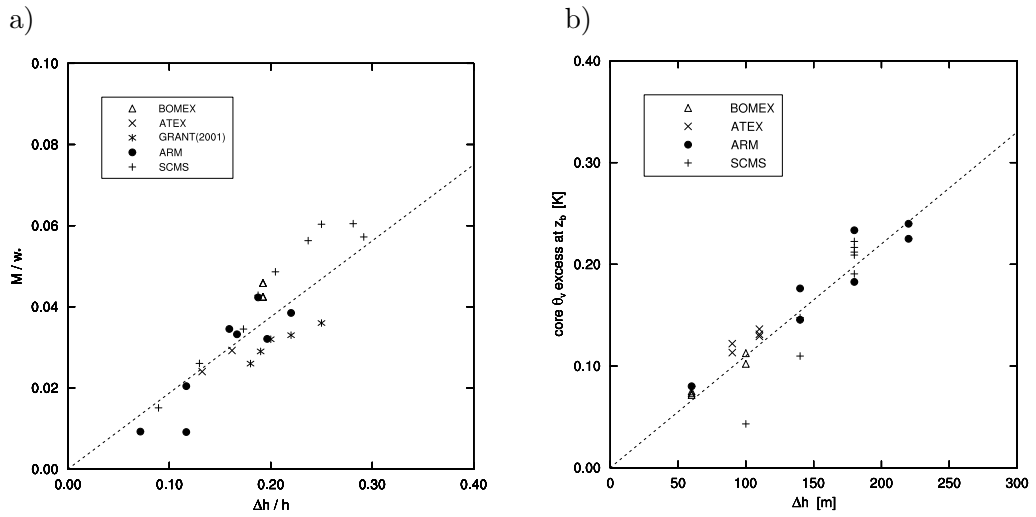 a)
0.10
0.08
0.06
0.04
0.02
0.00
M / w*
BOMEX
ATEX
GRANT(2001)
ARM
SCMS
0.00 0.10 0.20 0.30 0.40
Δh / h
b)
0.40
0.30
0.20
0.10
0.00
core θv excess at zb [K]
BOMEX
ATEX
ARM
SCMS
0 50 100 150 200 250 300
Δh [m]